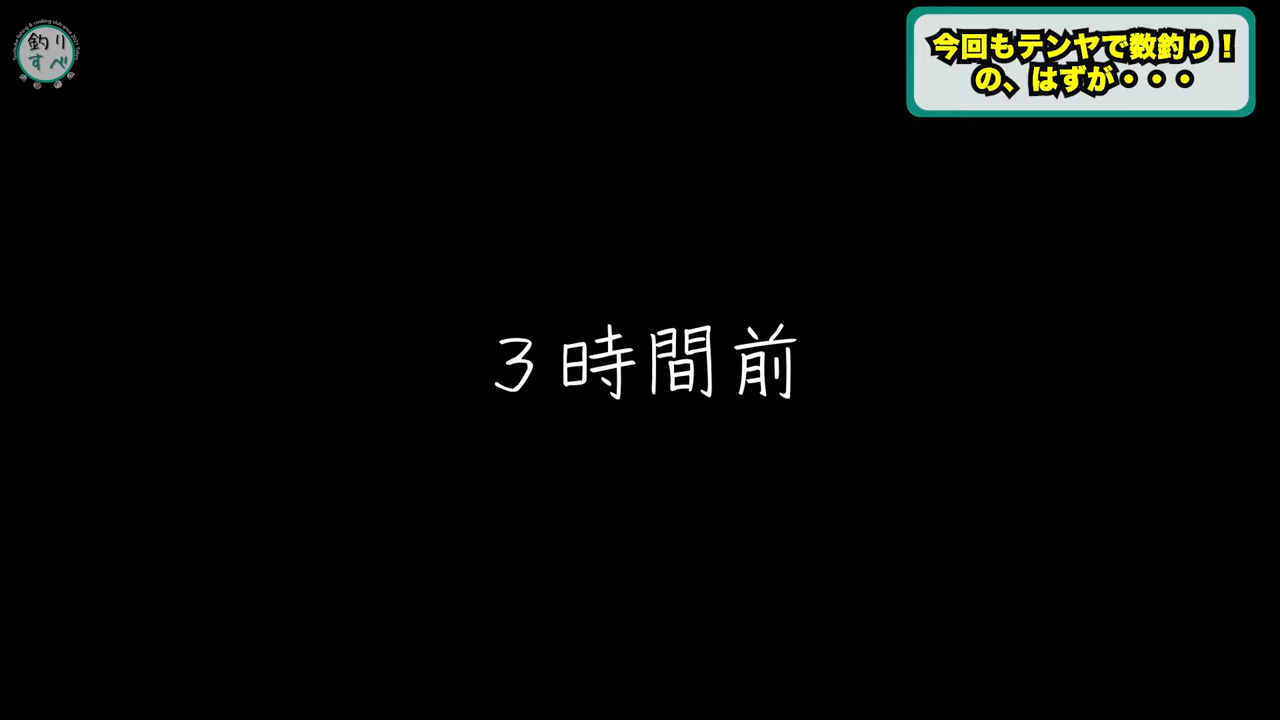 釣り
すべ
今回もテンヤで数釣り！
の、はずが・・・
３時間前